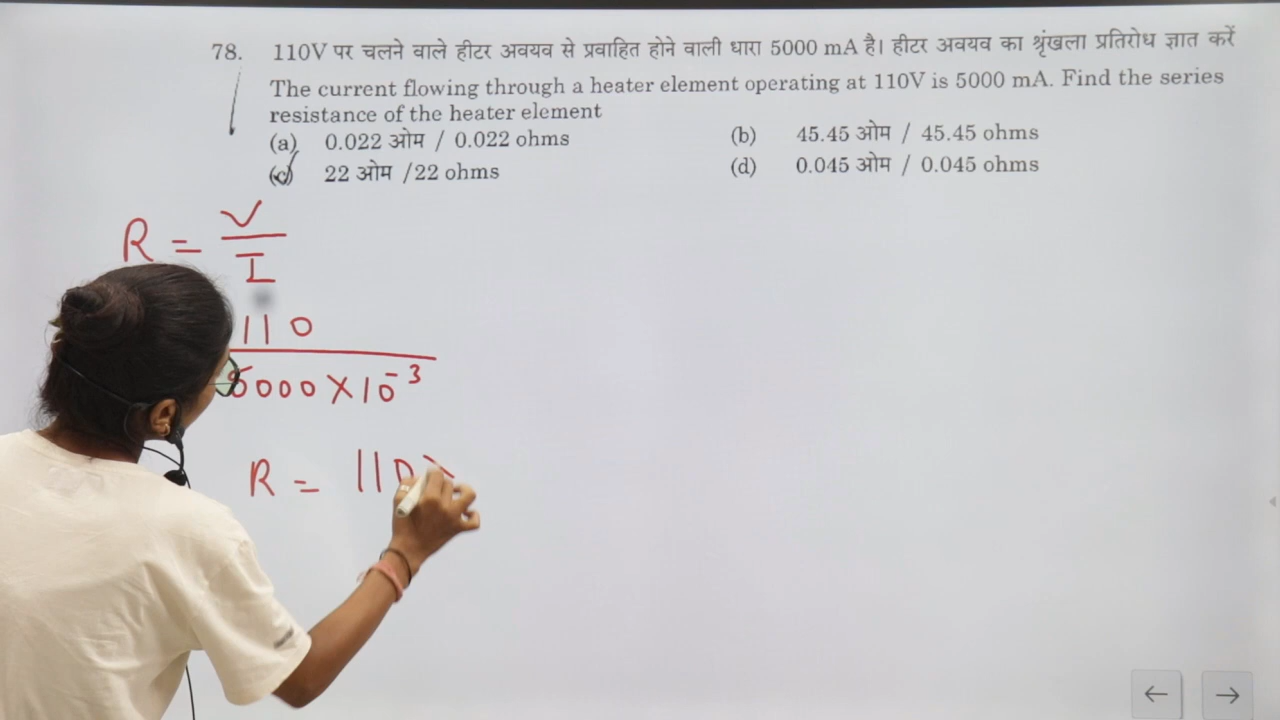 78. 110V पर चलने वाले हीटर अवयव से प्रवाहित होने वाली धारा 5000 mA है। हीटर अवयव का श्रृंखला प्रतिरोध ज्ञात करें
The current flowing through a heater element operating at 110V is 5000 mA. Find the series
resistance of the heater element
(a) 0.022 ओम / 0.022 ohms (b) 45.45 ओम / 45.45 ohms
(c) 22 ओम /22 ohms (d) 0.045 ओम / 0.045 ohms
R = V
I
110
5000 X 10⁻³
R = 110